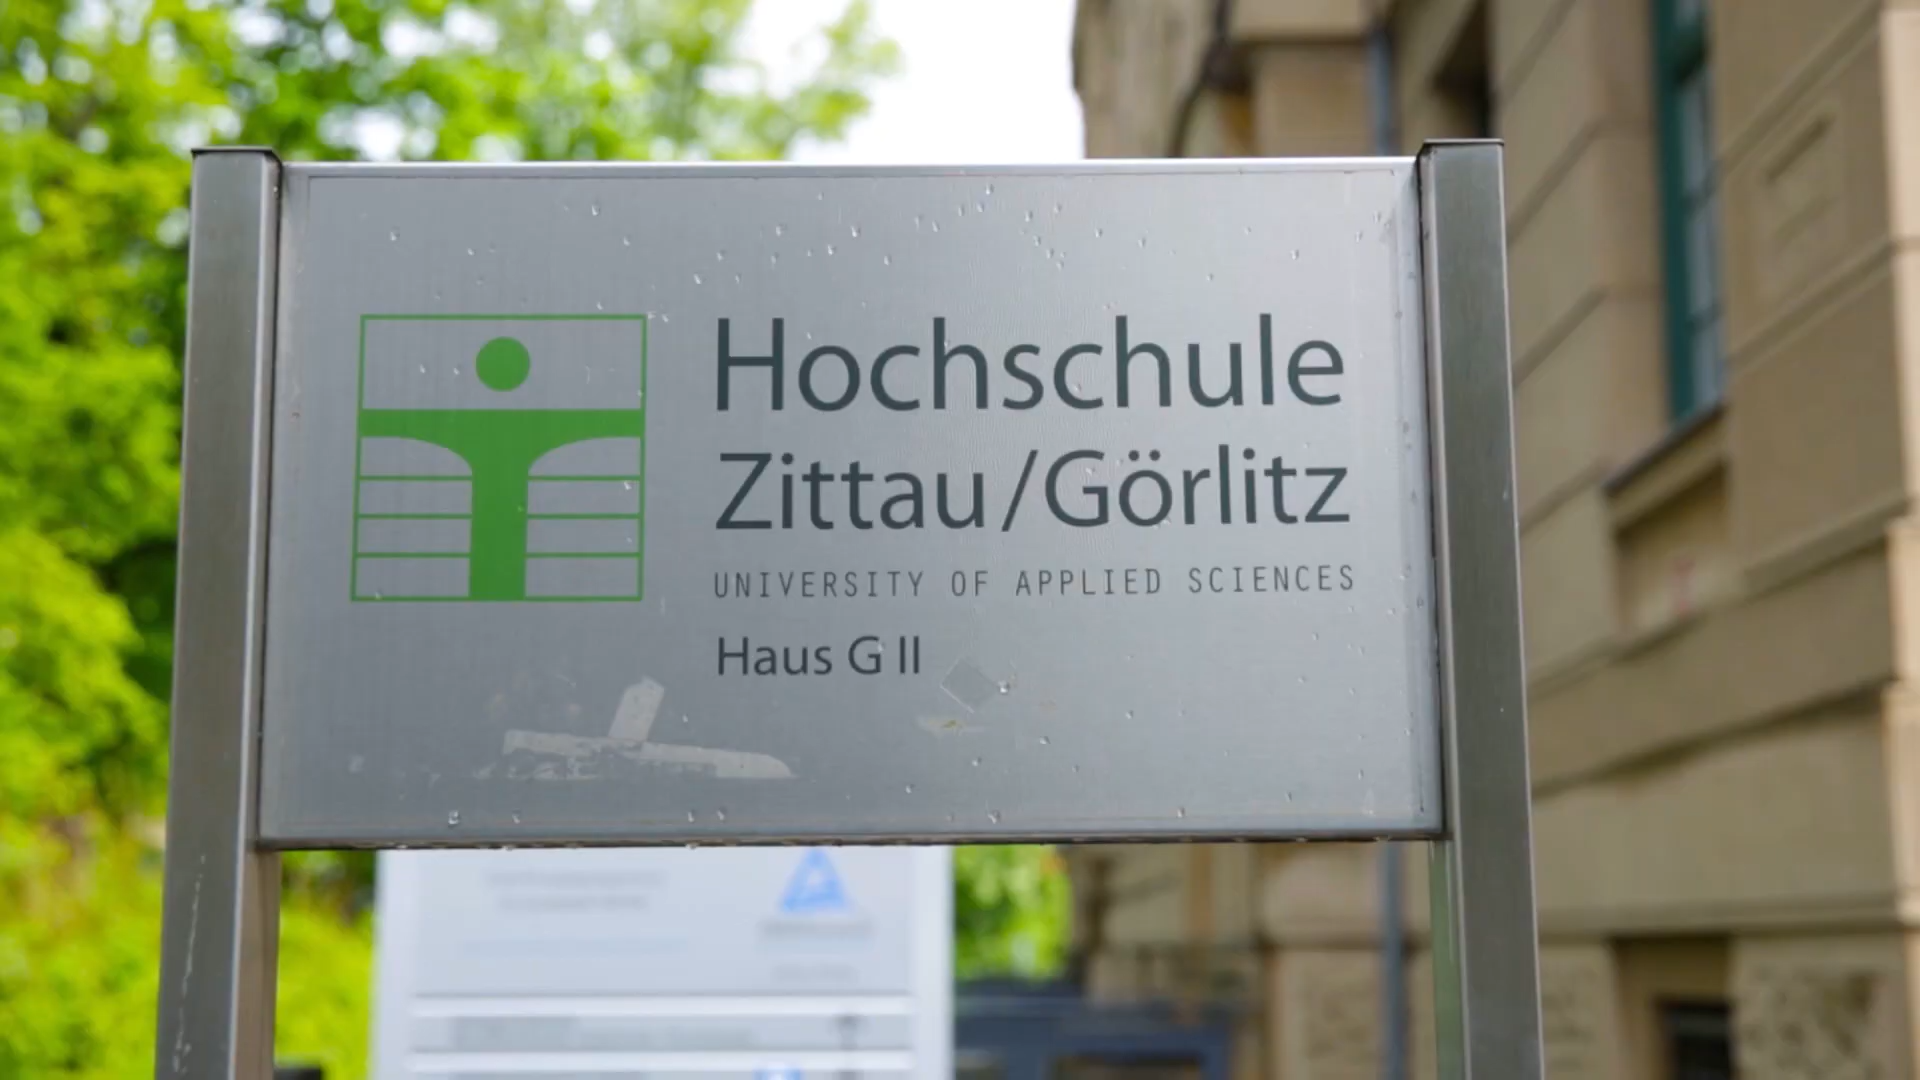 Hochschule
Zittau/Görlitz
UNIVERSITY OF APPLIED SCIENCES
Haus G II